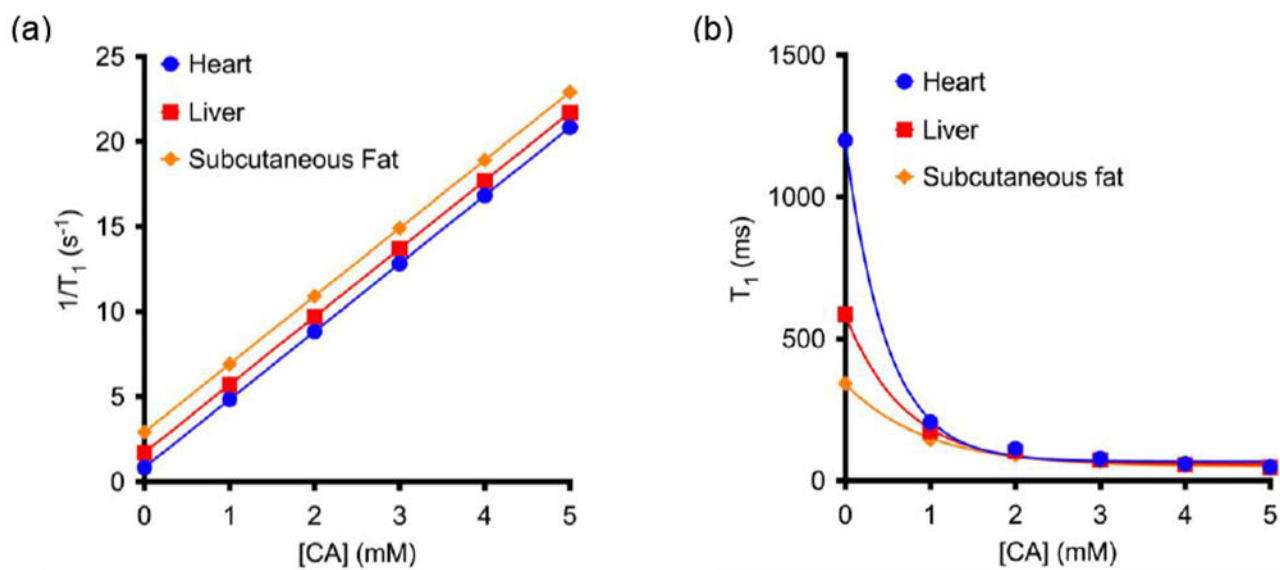 (a)
25
20
15
10
5
0
1/T₁ (s⁻¹)
Heart
Liver
Subcutaneous Fat
0 1 2 3 4 5
[CA] (mM)
(b)
1500
1000
500
0
T₁ (ms)
Heart
Liver
Subcutaneous fat
0 1 2 3 4 5
[CA] (mM)